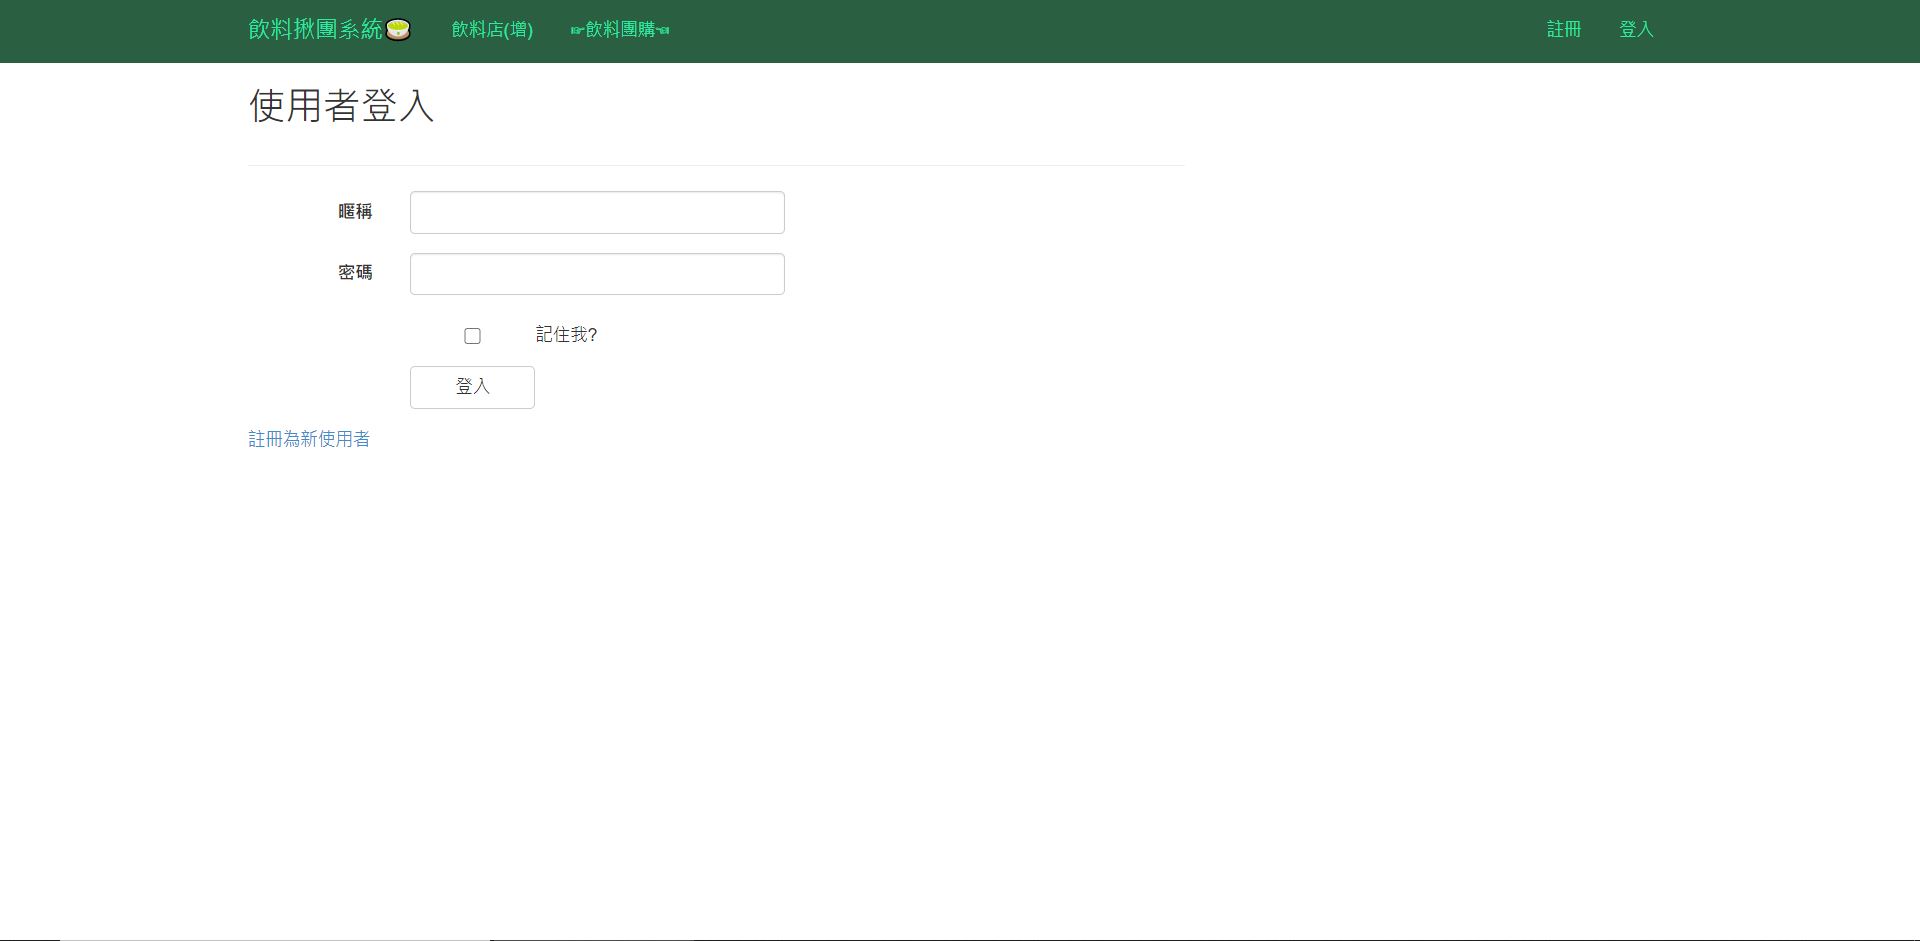 飲料揪團系統🍵 飲料店(增) ☞飲料團購☜ 註冊 登入
使用者登入
暱稱
密碼
記住我?
登入
註冊為新使用者